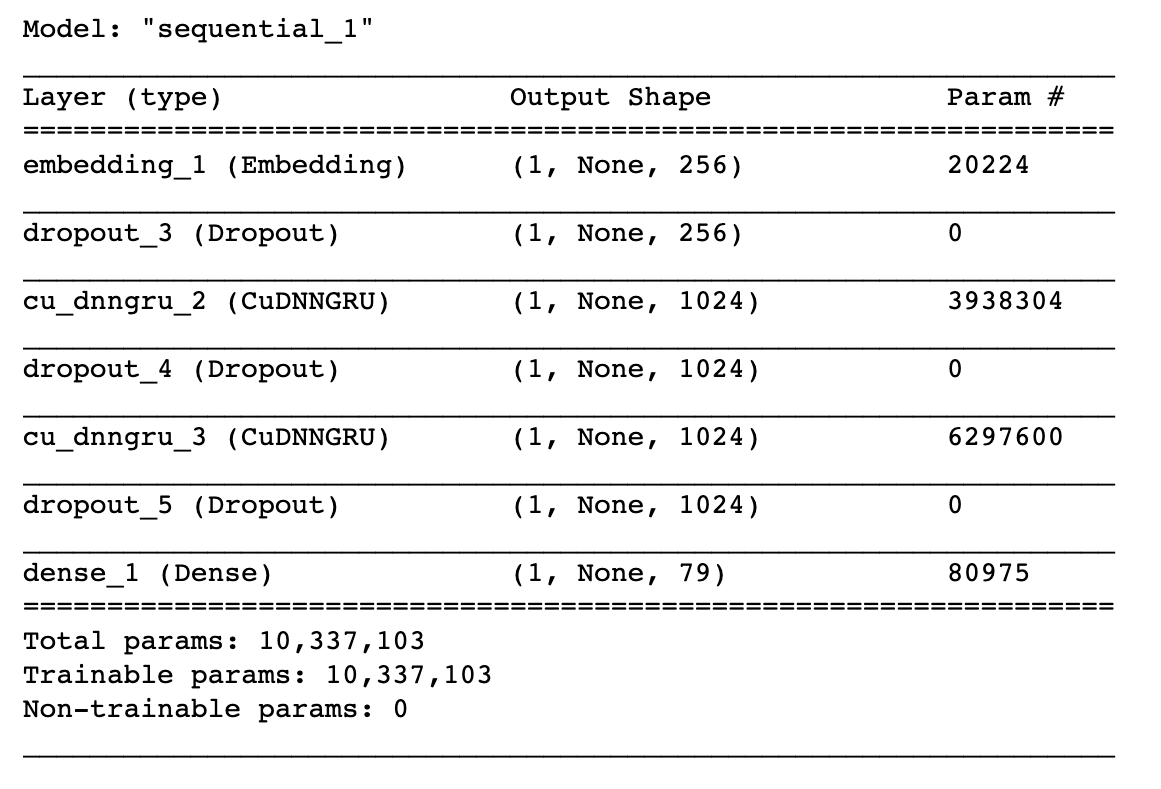 Model: "sequential_1"
Layer (type) Output Shape Param #
embedding_1 (Embedding) (1, None, 256) 20224
dropout_3 (Dropout) (1, None, 256) 0
cu_dnngru_2 (CuDNNGRU) (1, None, 1024) 3938304
dropout_4 (Dropout) (1, None, 1024) 0
cu_dnngru_3 (CuDNNGRU) (1, None, 1024) 6297600
dropout_5 (Dropout) (1, None, 1024) 0
dense_1 (Dense) (1, None, 79) 80975
Total params: 10,337,103
Trainable params: 10,337,103
Non-trainable params: 0